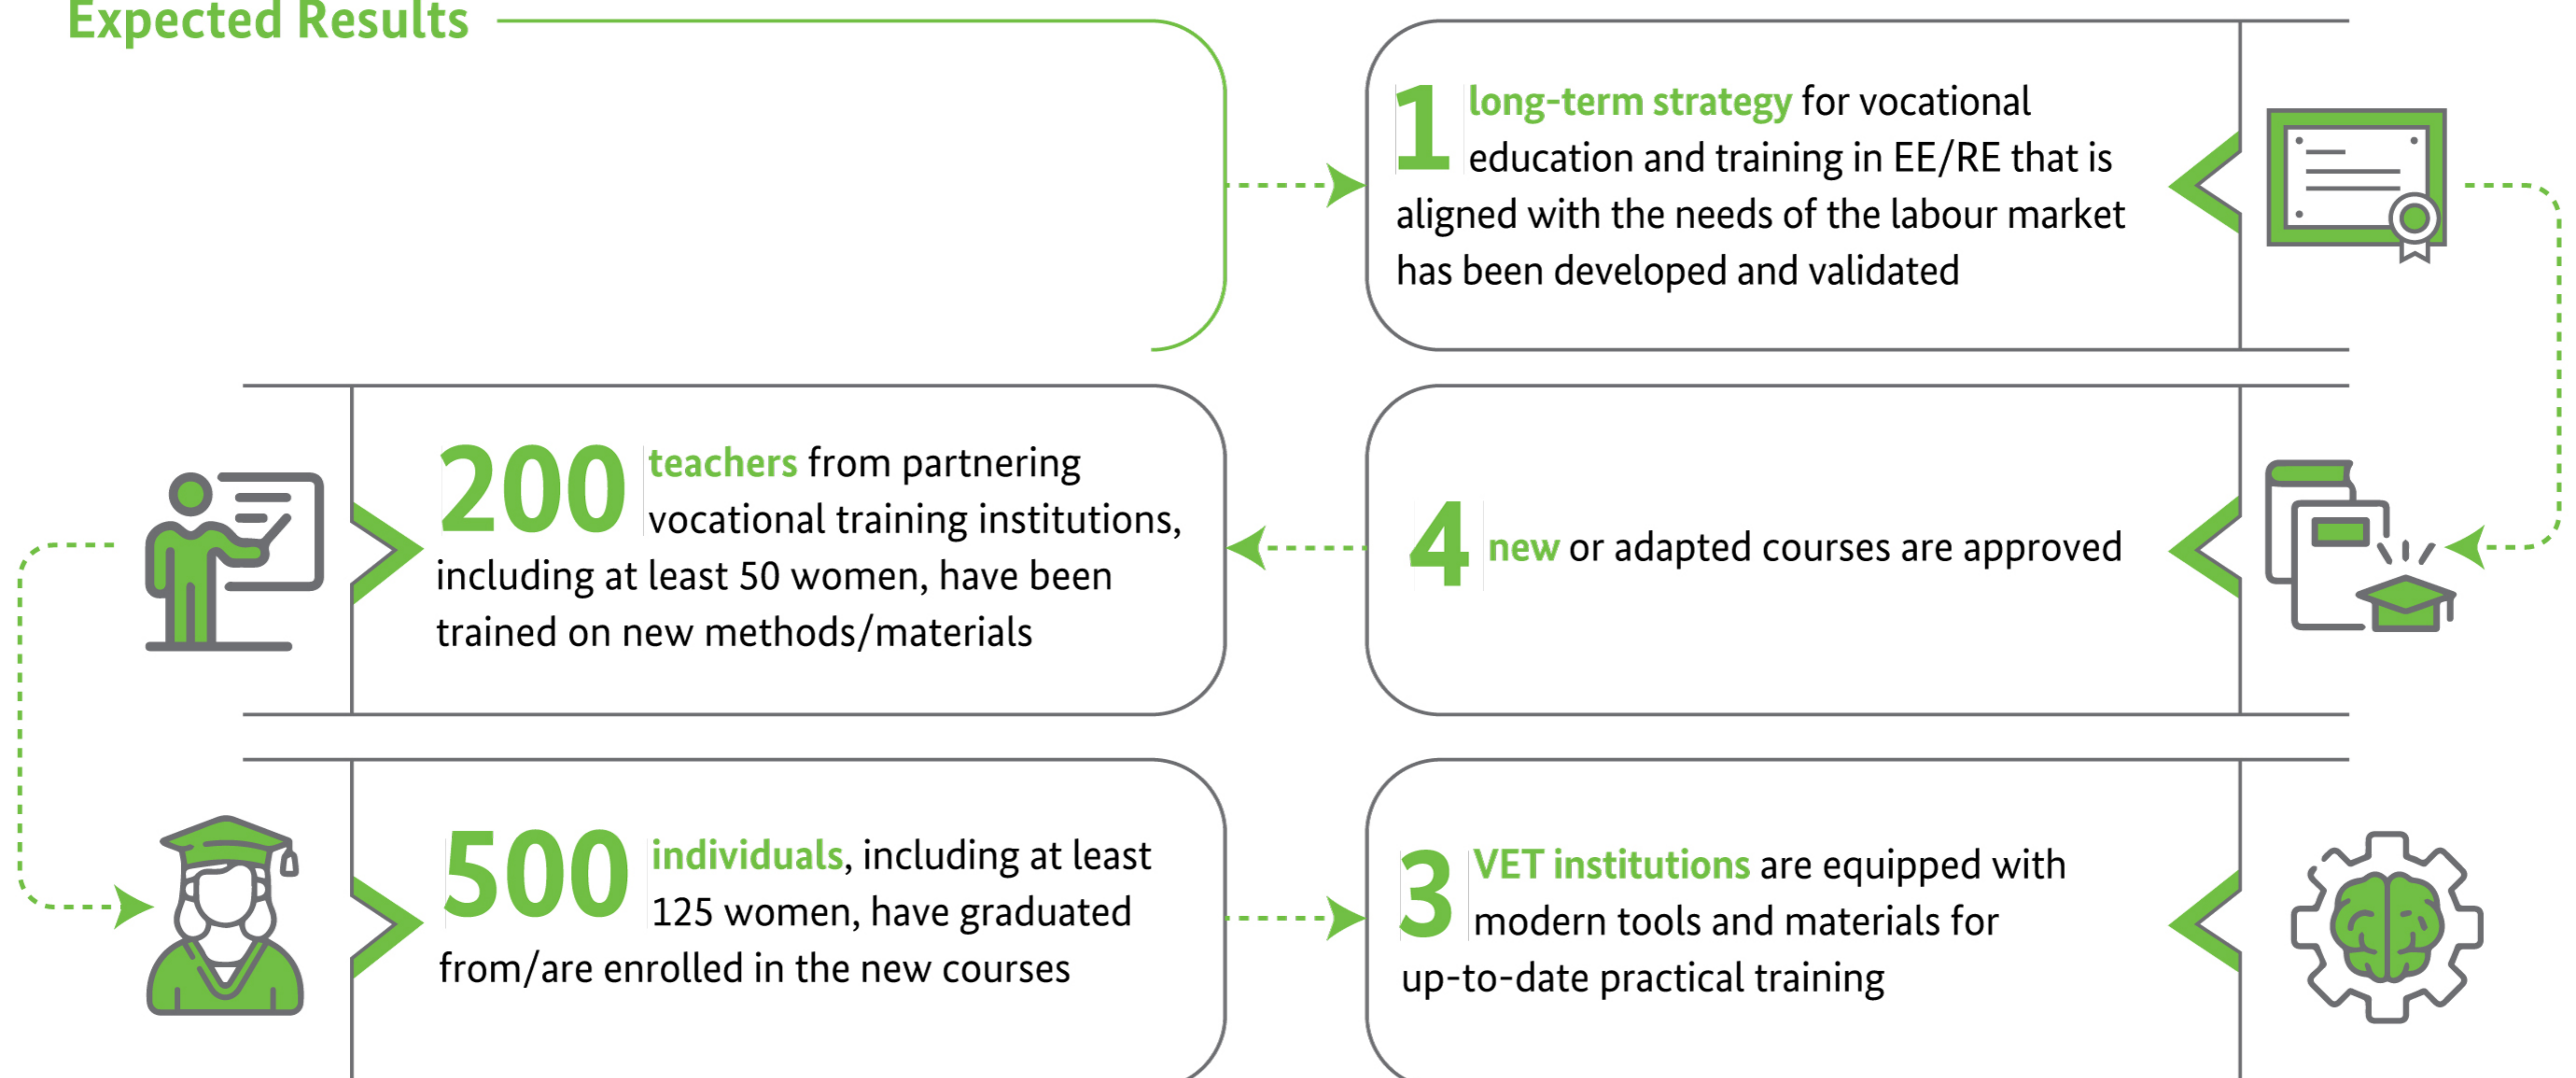 Expected Results
1 long-term strategy for vocational
education and training in EE/RE that is
aligned with the needs of the labour market
has been developed and validated
4 new or adapted courses are approved
200 teachers from partnering
vocational training institutions,
including at least 50 women, have been
trained on new methods/materials
500 individuals, including at least
125 women, have graduated
from/are enrolled in the new courses
3 VET institutions are equipped with
modern tools and materials for
up-to-date practical training